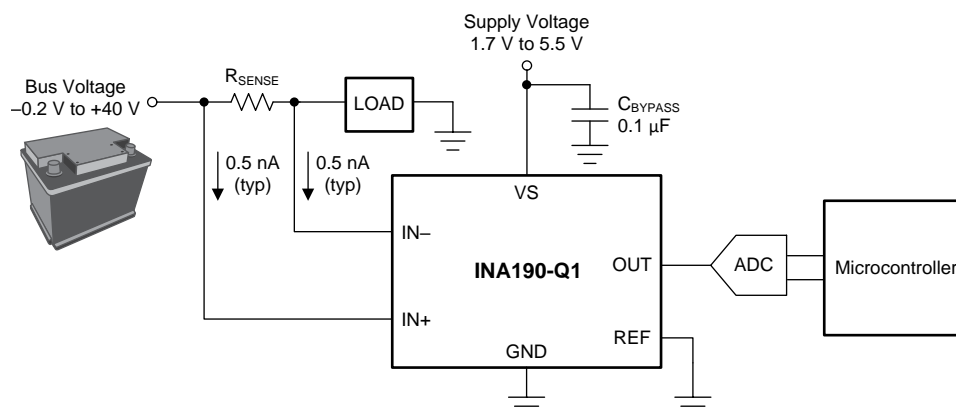 Supply Voltage
1.7 V to 5.5 V
Bus Voltage
–0.2 V to +40 V
RSENSE
LOAD
CBYPASS
0.1 µF
0.5 nA
(typ)
0.5 nA
(typ)
VS
IN–
INA190-Q1
OUT
ADC
Microcontroller
IN+
REF
GND